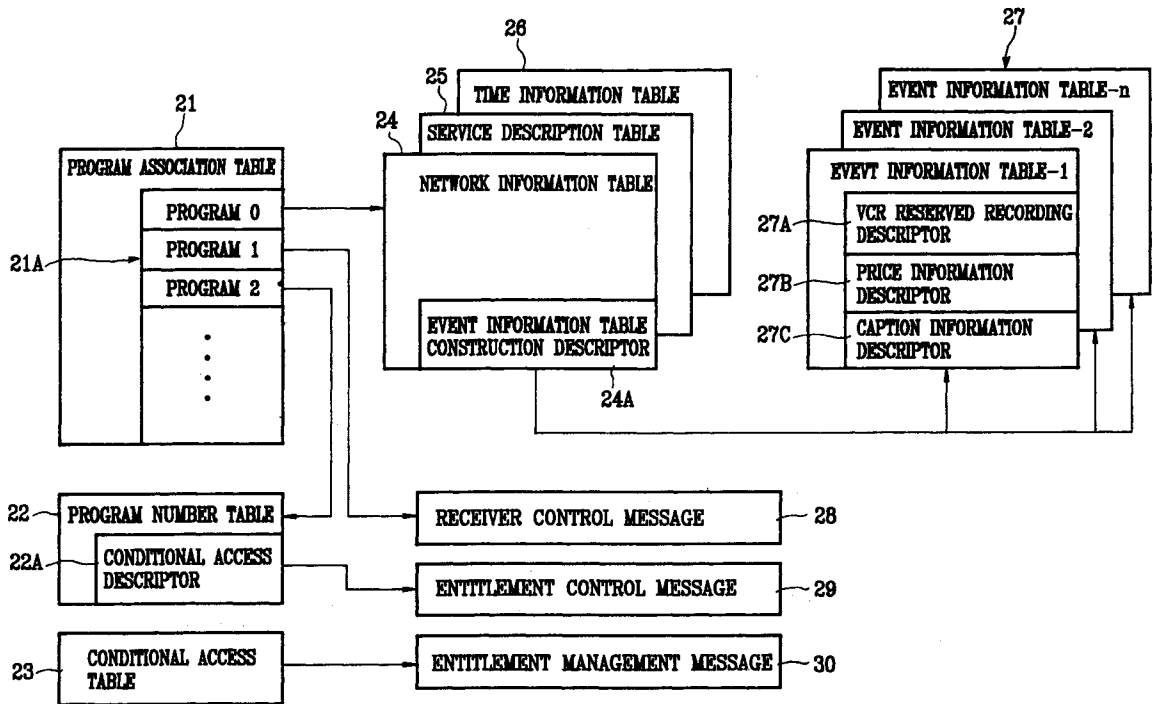 26
TIME INFORMATION TABLE
25
SERVICE DESCRIPTION TABLE
24
NETWORK INFORMATION TABLE
EVENT INFORMATION TABLE
CONSTRUCTION DESCRIPTOR
24A
27
EVENT INFORMATION TABLE-n
EVENT INFORMATION TABLE-2
EVEVT INFORMATION TABLE-1
27A
VCR RESERVED RECORDING
DESCRIPTOR
27B
PRICE INFORMATION
DESCRIPTOR
27C
CAPTION INFORMATION
DESCRIPTOR
21
PROGRAM ASSOCIATION TABLE
21A
PROGRAM 0
PROGRAM 1
PROGRAM 2
22
PROGRAM NUMBER TABLE
22A
CONDITIONAL ACCESS
DESCRIPTOR
23
CONDITIONAL ACCESS
TABLE
RECEIVER CONTROL MESSAGE
28
ENTITLEMENT CONTROL MESSAGE
29
ENTITLEMENT MANAGEMENT MESSAGE
30